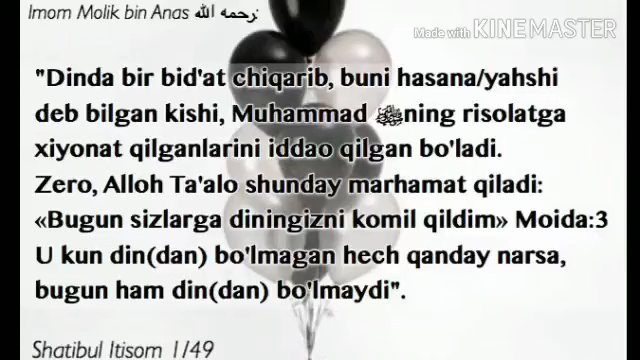 Imom Molik bin Anas رحمه الله:
Made with KINEMASTER
"Dinda bir bid'at chiqarib, buni hasana/yahshi
deb bilgan kishi, Muhammad ﷺning risolatga
xiyonat qilganlarini iddao qilgan bo'ladi.
Zero, Alloh Ta'alo shunday marhamat qiladi:
«Bugun sizlarga diningizni komil qildim» Moida:3
U kun din(dan) bo'lmagan hech qanday narsa,
bugun ham din(dan) bo'lmaydi".
Shatibul Itisom 1/49